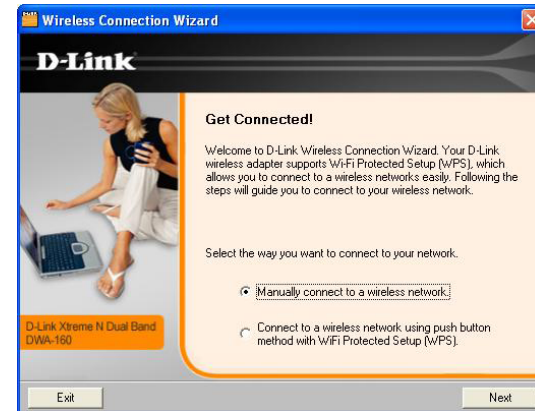 Wireless Connection Wizard
D-Link
Get Connected!
Welcome to D-Link Wireless Connection Wizard. Your D-Link
wireless adapter supports Wi-Fi Protected Setup (WPS), which
allows you to connect to a wireless networks easily. Following the
steps will guide you to connect to your wireless network.
Select the way you want to connect to your network.
Manually connect to a wireless network.
Connect to a wireless network using push button
method with WiFi Protected Setup (WPS).
D-Link Xtreme N Dual Band
DWA-160
Exit
Next